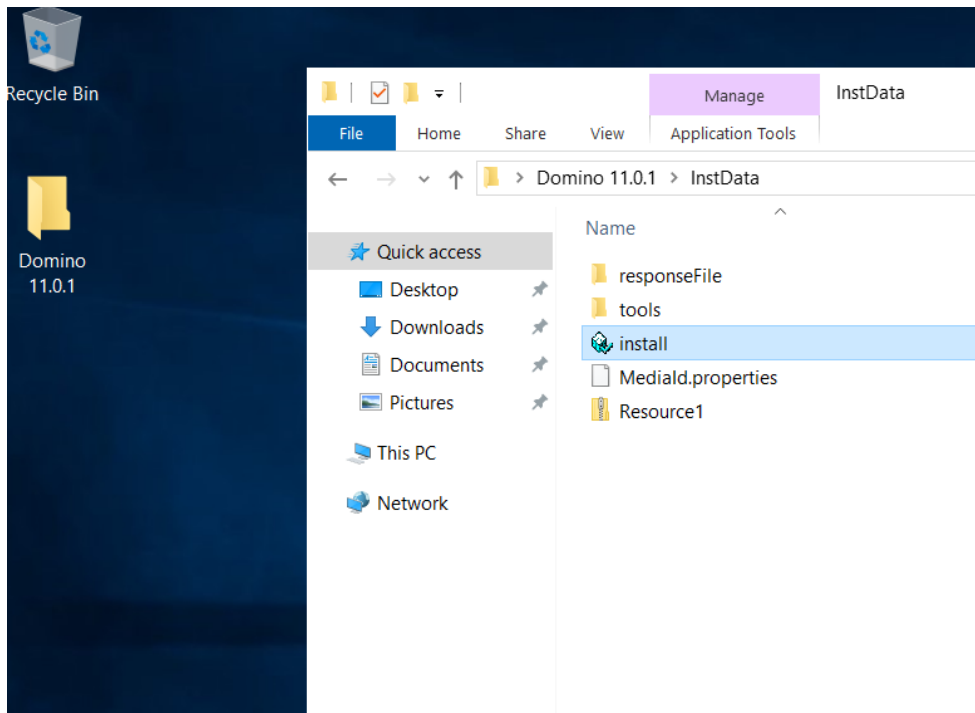 Recycle Bin
Domino
11.0.1
Manage
InstData
File
Home
Share
View
Application Tools
Domino 11.0.1
InstData
Name
Quick access
Desktop
Downloads
Documents
Pictures
This PC
Network
responseFile
tools
install
MediaId.properties
Resource1